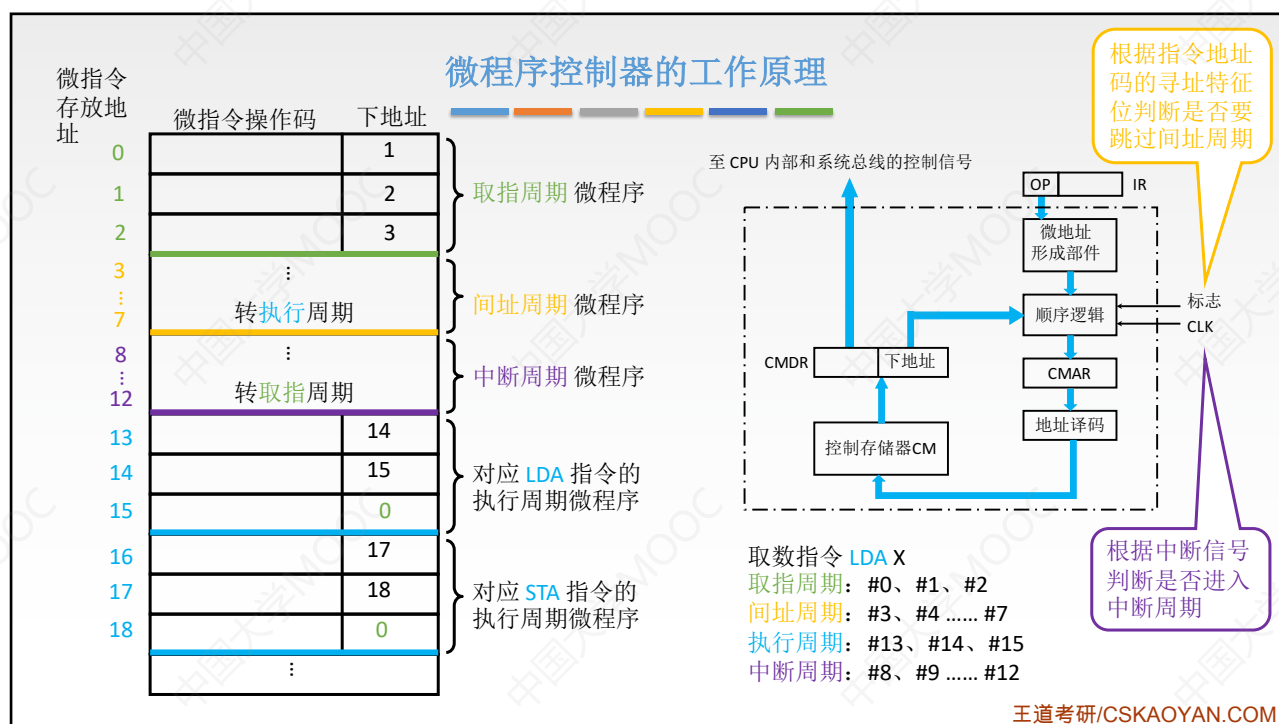 微程序控制器的工作原理
微指令
存放地
址
微指令操作码 下地址
0 1
1 2
2 3
取指周期 微程序
3
⋮
7
⋮
转执行周期
间址周期 微程序
8
⋮
12
⋮
转取指周期
中断周期 微程序
13 14
14 15
15 0
对应 LDA 指令的
执行周期微程序
16 17
17 18
18 0
对应 STA 指令的
执行周期微程序
⋮
至 CPU 内部和系统总线的控制信号
OP IR
微地址
形成部件
顺序逻辑
标志
CLK
CMDR 下地址
CMAR
地址译码
控制存储器CM
根据指令地址
码的寻址特征
位判断是否要
跳过间址周期
根据中断信号
判断是否进入
中断周期
取数指令 LDA X
取指周期：#0、#1、#2
间址周期：#3、#4 …… #7
执行周期：#13、#14、#15
中断周期：#8、#9 …… #12
王道考研/CSKAOYAN.COM
中国大学MOOC